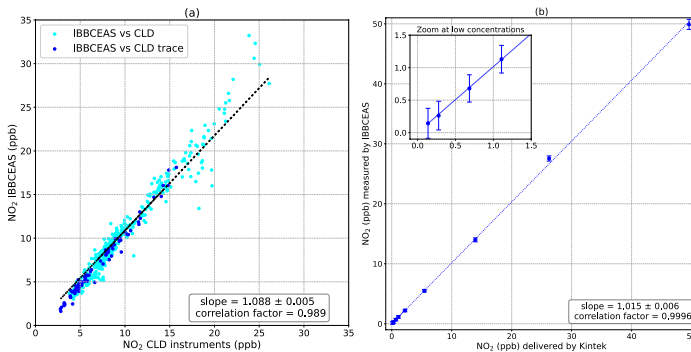 (a)
IBBCEAS vs CLD
IBBCEAS vs CLD trace
35
30
25
20
15
10
5
0
NO₂ IBBCEAS (ppb)
slope = 1.088 ± 0.005
correlation factor = 0.989
0
5
10
15
20
25
30
35
NO₂ CLD instruments (ppb)
(b)
Zoom at low concentrations
1.5
1.0
0.5
0.0
0.0
0.5
1.0
1.5
50
40
30
20
10
0
NO₂ (ppb) measured by IBBCEAS
slope = 1,015 ± 0,006
correlation factor = 0,9996
0
10
20
30
40
50
NO₂ (ppb) delivered by Kintek